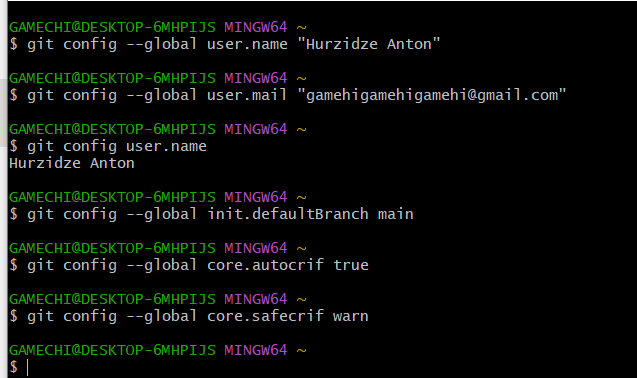 GAMECHI@DESKTOP-6MHPIJS MINGW64 ~
$ git config --global user.name "Hurzidze Anton"
GAMECHI@DESKTOP-6MHPIJS MINGW64 ~
$ git config --global user.mail "gamehigamehigamehi@gmail.com"
GAMECHI@DESKTOP-6MHPIJS MINGW64 ~
$ git config user.name
Hurzidze Anton
GAMECHI@DESKTOP-6MHPIJS MINGW64 ~
$ git config --global init.defaultBranch main
GAMECHI@DESKTOP-6MHPIJS MINGW64 ~
$ git config --global core.autocrif true
GAMECHI@DESKTOP-6MHPIJS MINGW64 ~
$ git config --global core.safecrif warn
GAMECHI@DESKTOP-6MHPIJS MINGW64 ~
$